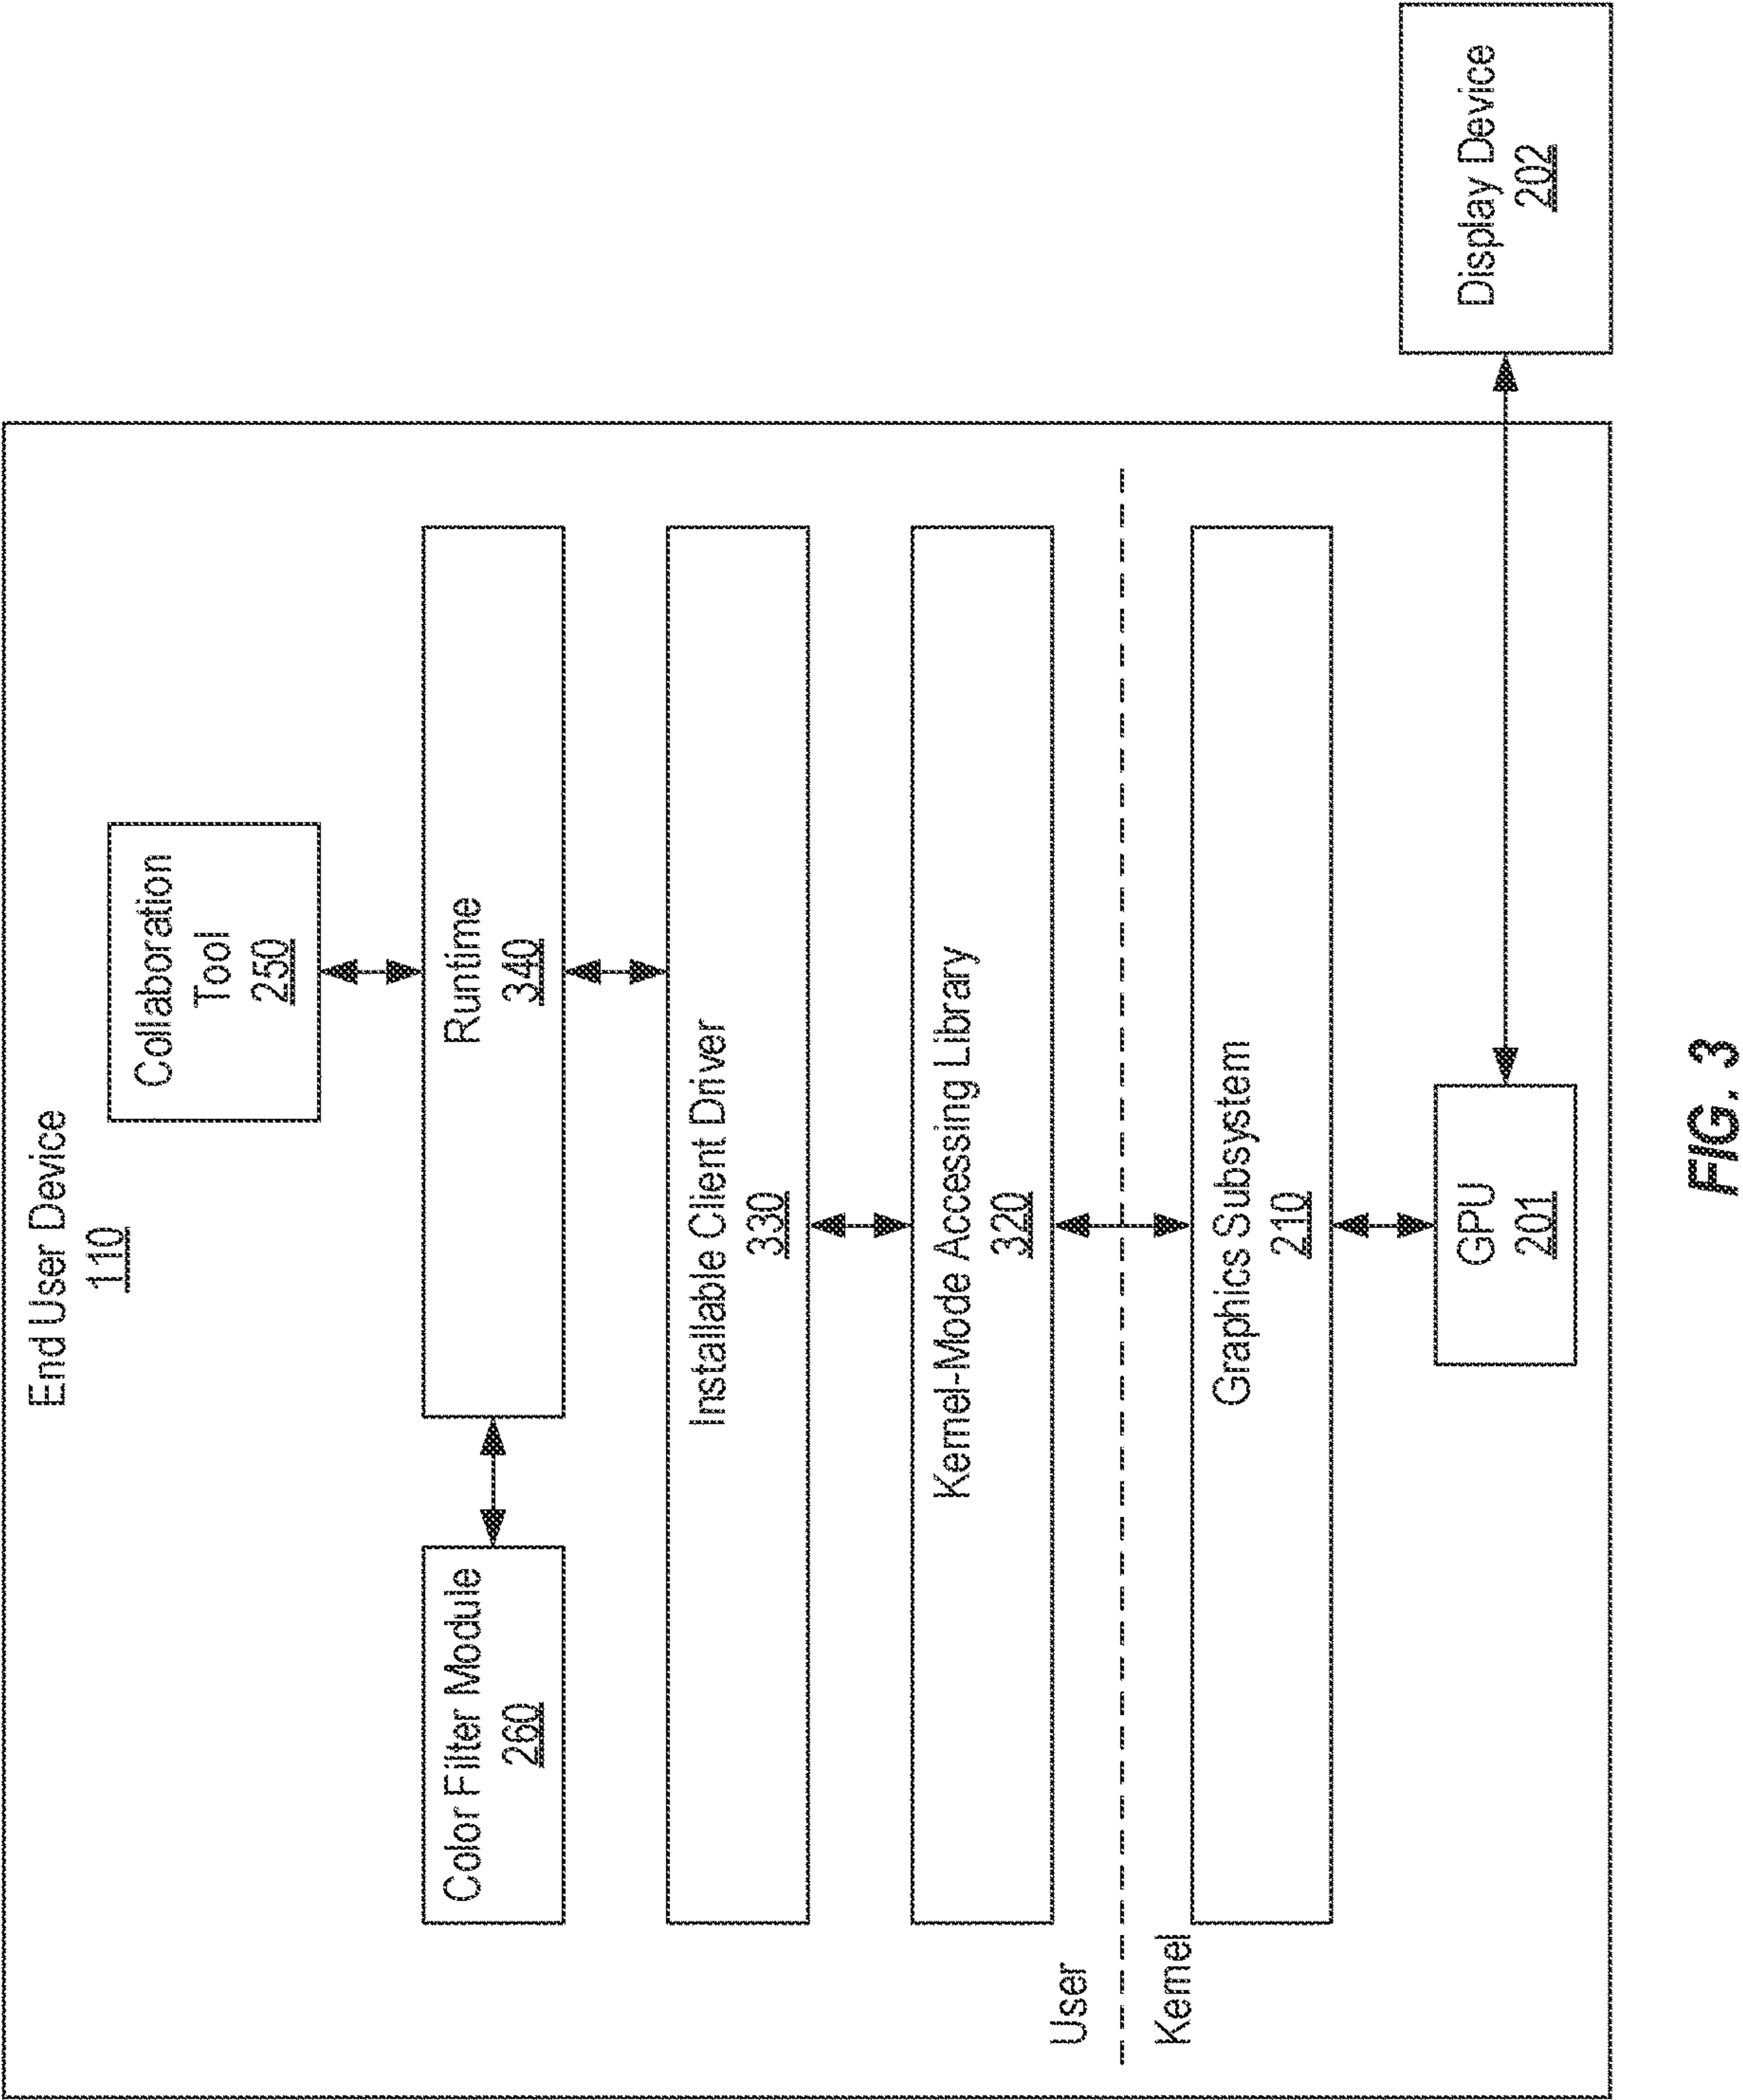 End User Device
110
Collaboration
Tool
250
Color Filter Module
260
Runtime
340
Installable Client Driver
330
Kernel-Mode Accessing Library
320
User
Kernel
Graphics Subsystem
210
GPU
201
Display Device
202
FIG. 3